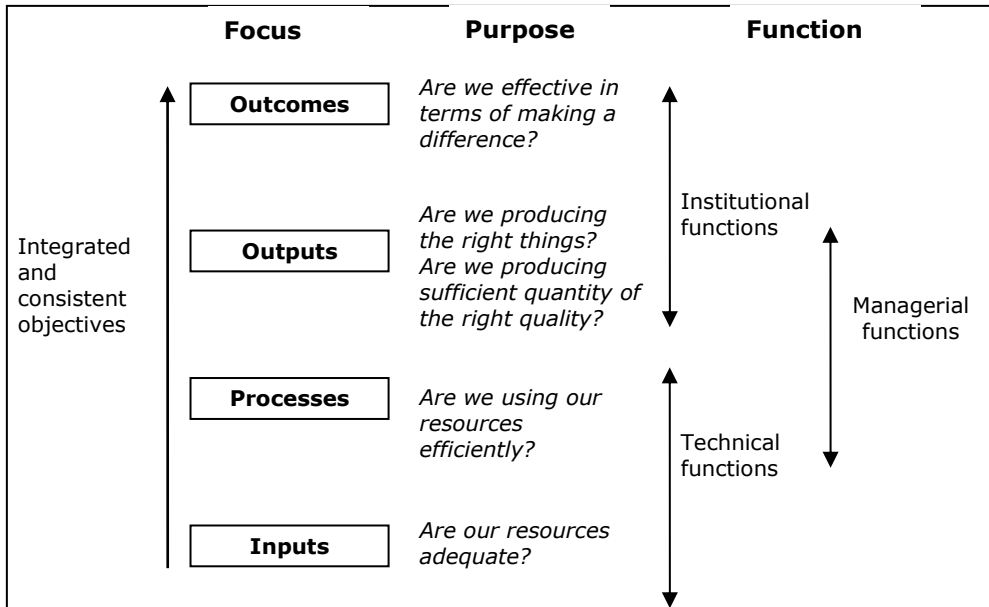 Focus
Purpose
Function
Outcomes
Are we effective in
terms of making a
difference?
Institutional
functions
Integrated
and
consistent
objectives
Outputs
Are we producing
the right things?
Are we producing
sufficient quantity of
the right quality?
Managerial
functions
Processes
Are we using our
resources
efficiently?
Technical
functions
Inputs
Are our resources
adequate?